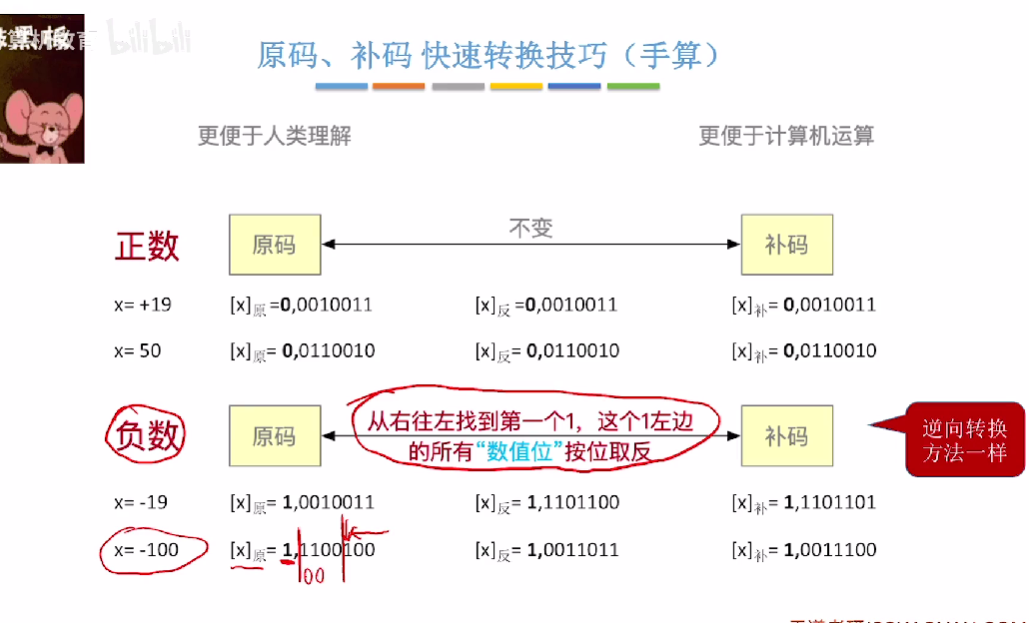 bilibili
原码、补码 快速转换技巧（手算）
更便于人类理解 更便于计算机运算
正数 原码 不变 补码
x= +19 [x]原=0,0010011 [x]反=0,0010011 [x]补= 0,0010011
x= 50 [x]原= 0,0110010 [x]反= 0,0110010 [x]补= 0,0110010
负数 原码 从右往左找到第一个1，这个1左边 补码 逆向转换
的所有“数值位”按位取反 方法一样
x= -19 [x]原= 1,0010011 [x]反= 1,1101100 [x]补= 1,1101101
x= -100 [x]原= 1,1100100 [x]反= 1,0011011 [x]补= 1,0011100
00